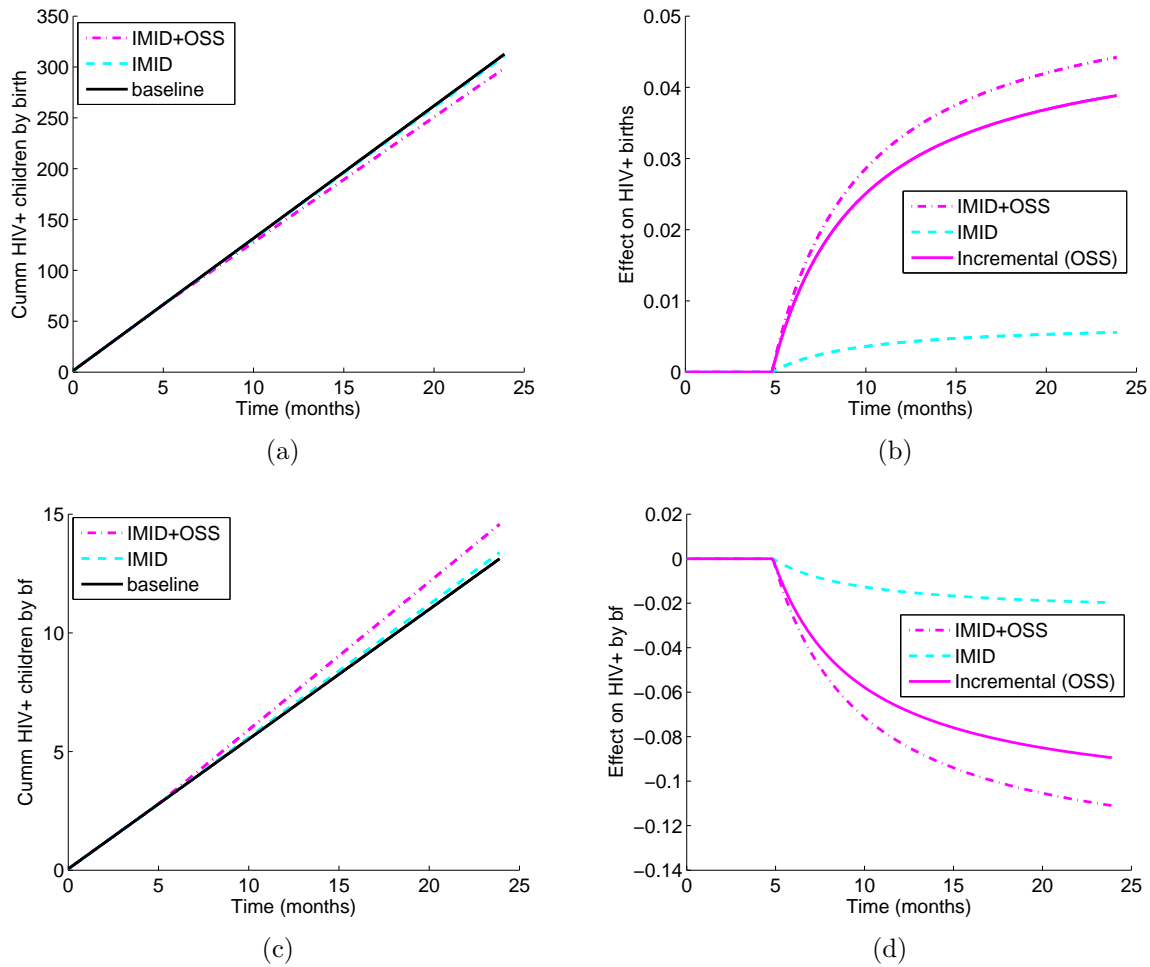 Cumm HIV+ children by birth
350
300
250
200
150
100
50
0
0 5 10 15 20 25
Time (months)
IMID+OSS
IMID
baseline
(a)
Effect on HIV+ births
0.05
0.04
0.03
0.02
0.01
0
0 5 10 15 20 25
Time (months)
IMID+OSS
IMID
Incremental (OSS)
(b)
Cumm HIV+ children by bf
15
10
5
0
0 5 10 15 20 25
Time (months)
IMID+OSS
IMID
baseline
(c)
Effect on HIV+ by bf
0.02
0
−0.02
−0.04
−0.06
−0.08
−0.1
−0.12
−0.14
0 5 10 15 20 25
Time (months)
IMID+OSS
IMID
Incremental (OSS)
(d)